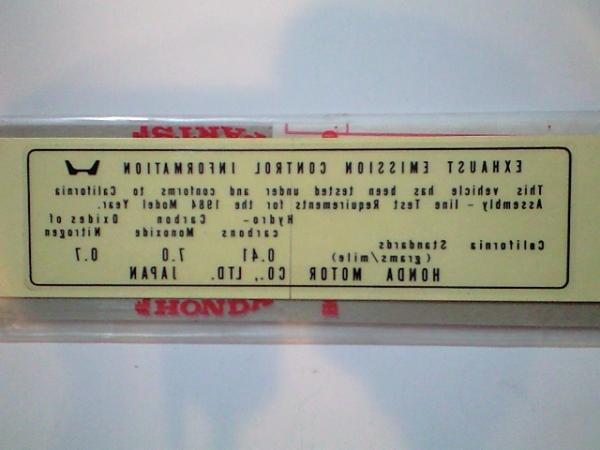 EXHAUST EMISSION CONTROL INFORMATION
This vehicle has been tested under and conforms to California
Assembly-line Test Requirements for the 1984 Model Year.
Hydro- Carbon Oxides of
carbons Monoxide Nitrogen
California Standards
(grams/mile) 0.41 7.0 0.7
HONDA MOTOR CO., LTD. JAPAN
HONDA